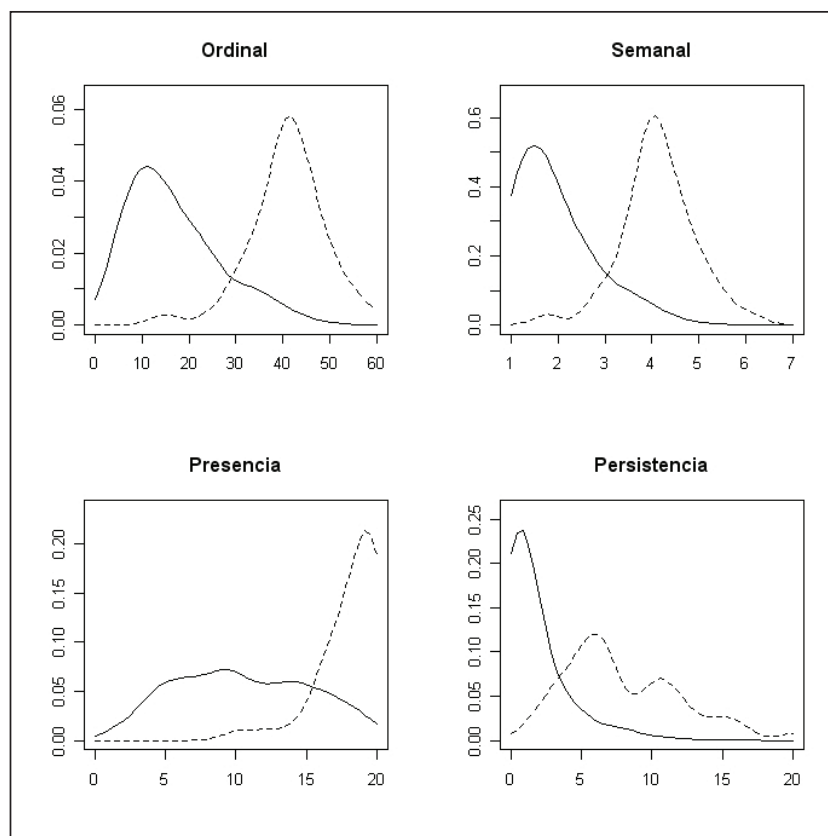 Ordinal
0.00 0.02 0.04 0.06
0 10 20 30 40 50 60
Semanal
0.0 0.2 0.4 0.6
1 2 3 4 5 6 7
Presencia
0.00 0.05 0.10 0.15 0.20
0 5 10 15 20
Persistencia
0.00 0.05 0.10 0.15 0.20 0.25
0 5 10 15 20